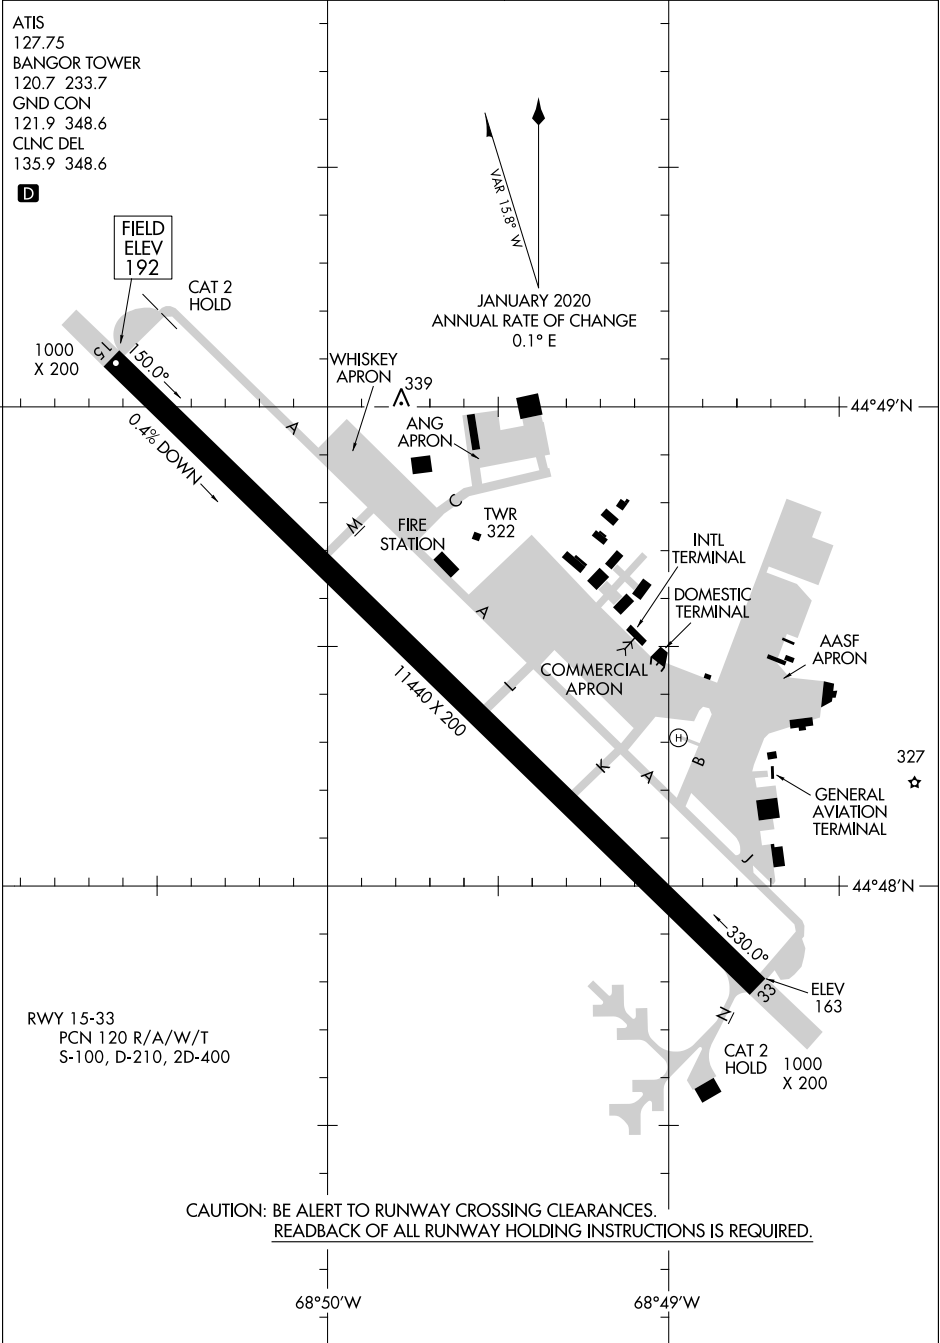 ATIS
127.75
BANGOR TOWER
120.7 233.7
GND CON
121.9 348.6
CLNC DEL
135.9 348.6
D
FIELD
ELEV
192
CAT 2
HOLD
VAR 15.8° W
JANUARY 2020
ANNUAL RATE OF CHANGE
0.1° E
1000
X 200
15
150.0°
0.4% DOWN
WHISKEY
APRON
339
44°49'N
A
ANG
APRON
C
M
FIRE
STATION
TWR
322
INTL
TERMINAL
DOMESTIC
TERMINAL
A
AASF
APRON
COMMERCIAL
APRON
L
11440 X 200
H
K
A
B
327
GENERAL
AVIATION
TERMINAL
J
44°48'N
330.0°
33
ELEV
163
N
RWY 15-33
PCN 120 R/A/W/T
S-100, D-210, 2D-400
CAT 2
HOLD
1000
X 200
CAUTION: BE ALERT TO RUNWAY CROSSING CLEARANCES.
READBACK OF ALL RUNWAY HOLDING INSTRUCTIONS IS REQUIRED.
68°50'W
68°49'W